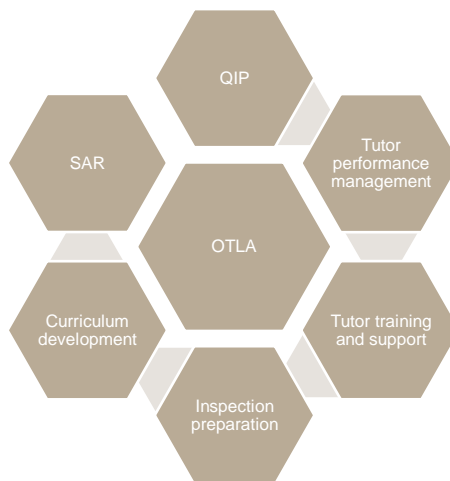 QIP
Tutor
performance
management
SAR
OTLA
Curriculum
development
Tutor training
and support
Inspection
preparation